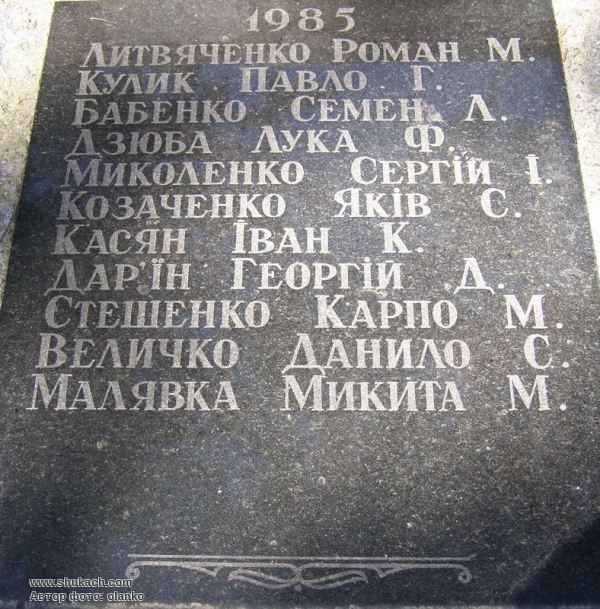 1985
Литвяченко Роман М.
Кулик Павло Г.
Бабенко Семен Л.
Дзюба Лука Ф.
Миколенко Сергій І.
Козаченко Яків С.
Касян Іван К.
Дар'їн Георгій Д.
Стешенко Карпо М.
Величко Данило С.
Малявка Микита М.
www.shukach.com
Автор фото: olanko